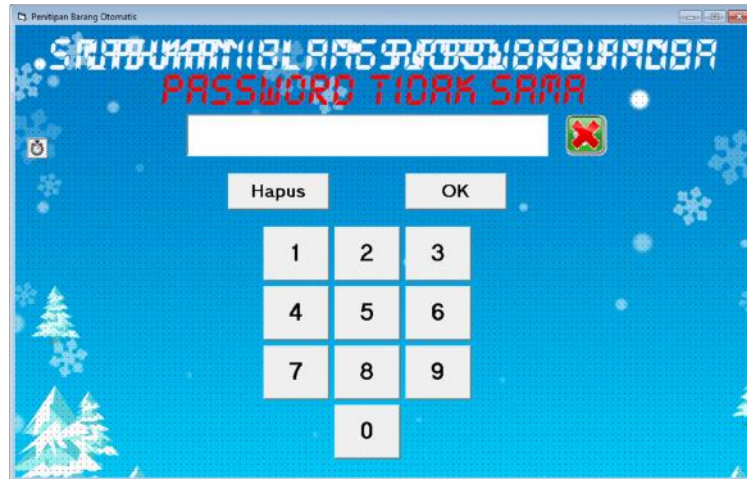 Penitipan Barang Otomatis
PASSWORD TIDAK SAMA
Hapus OK
1 2 3
4 5 6
7 8 9
0